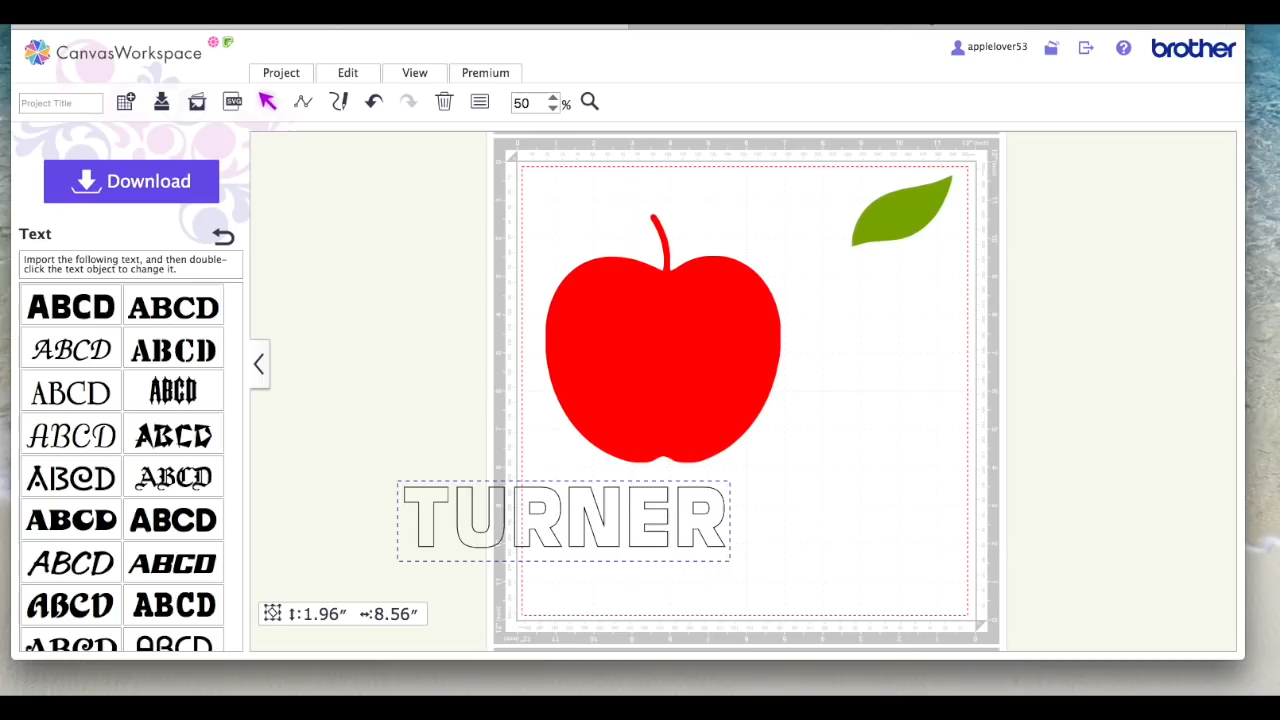 CanvasWorkspace
applelover53
brother
Project
Edit
View
Premium
Project Title
SVG
50
%
Download
Text
Import the following text, and then double-
click the text object to change it.
ABCD ABCD
ABCD ABCD
ABCD ABCD
ABCD ABCD
ABCD ABCD
ABCD ABCD
ABCD ABCD
ABCD ABCD
ABCD ABCD
TURNER
↕:1.96″ ↔:8.56″